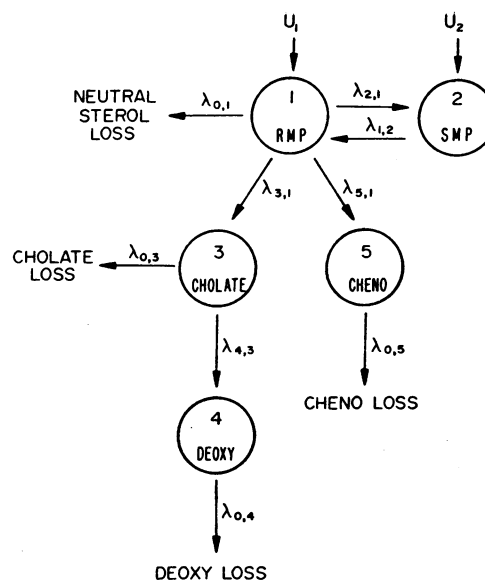 U₁
U₂
NEUTRAL
STEROL
LOSS
λ₀,₁
1
RMP
λ₂,₁
λ₁,₂
2
SMP
λ₃,₁
λ₅,₁
CHOLATE
LOSS
λ₀,₃
3
CHOLATE
5
CHENO
λ₄,₃
λ₀,₅
CHENO LOSS
4
DEOXY
λ₀,₄
DEOXY LOSS